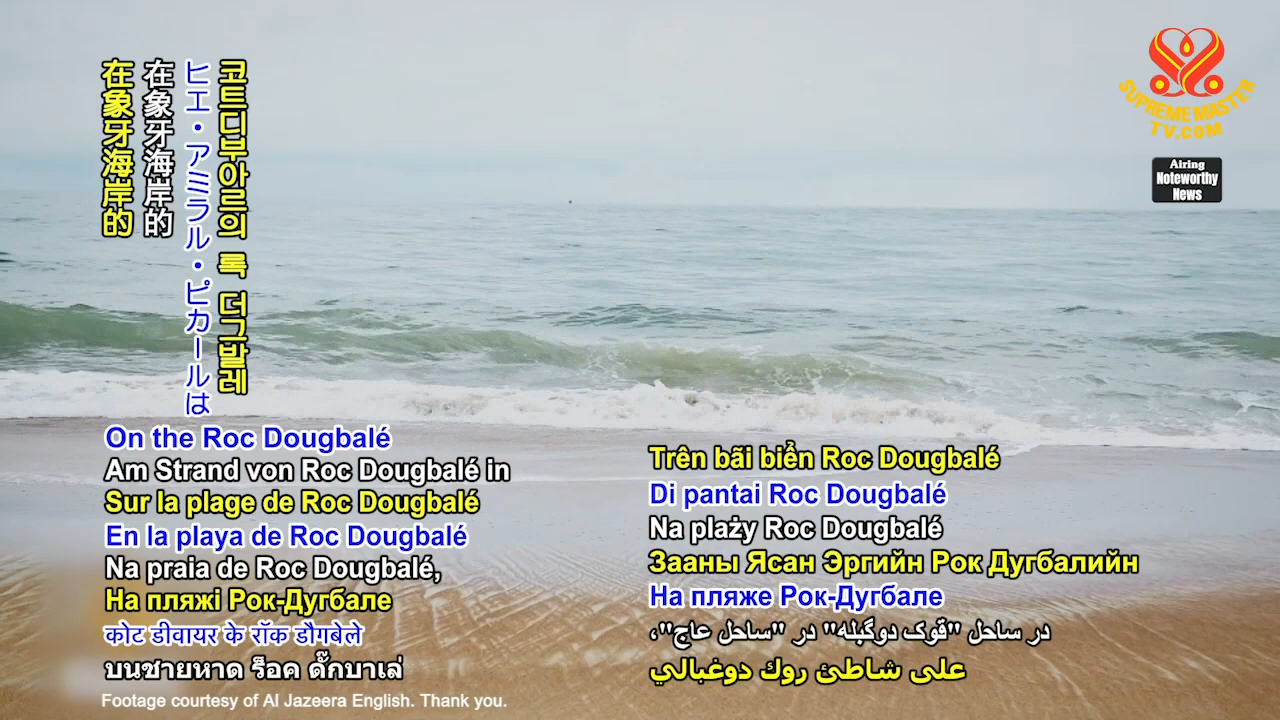 코트디부아르의 록 더그발레
ヒエ・アミラル・ピカールは
在象牙海岸的
在象牙海岸的
On the Roc Dougbalé
Am Strand von Roc Dougbalé in
Sur la plage de Roc Dougbalé
En la playa de Roc Dougbalé
Na praia de Roc Dougbalé,
На пляжі Рок-Дугбале
कोट डीवायर के रॉक डौगबेले
บนชายหาด ร็อค ดั๊กบาเล่
Footage courtesy of Al Jazeera English. Thank you.
Trên bãi biển Roc Dougbalé
Di pantai Roc Dougbalé
Na plaży Roc Dougbalé
Зааны Ясан Эргийн Рок Дугбалийн
На пляже Рок-Дугбале
در ساحل "قوک دوگبله" در "ساحل عاج"،
على شاطئ روك دوغبالي
SUPREME MASTER
TV.COM
Airing
Noteworthy
News